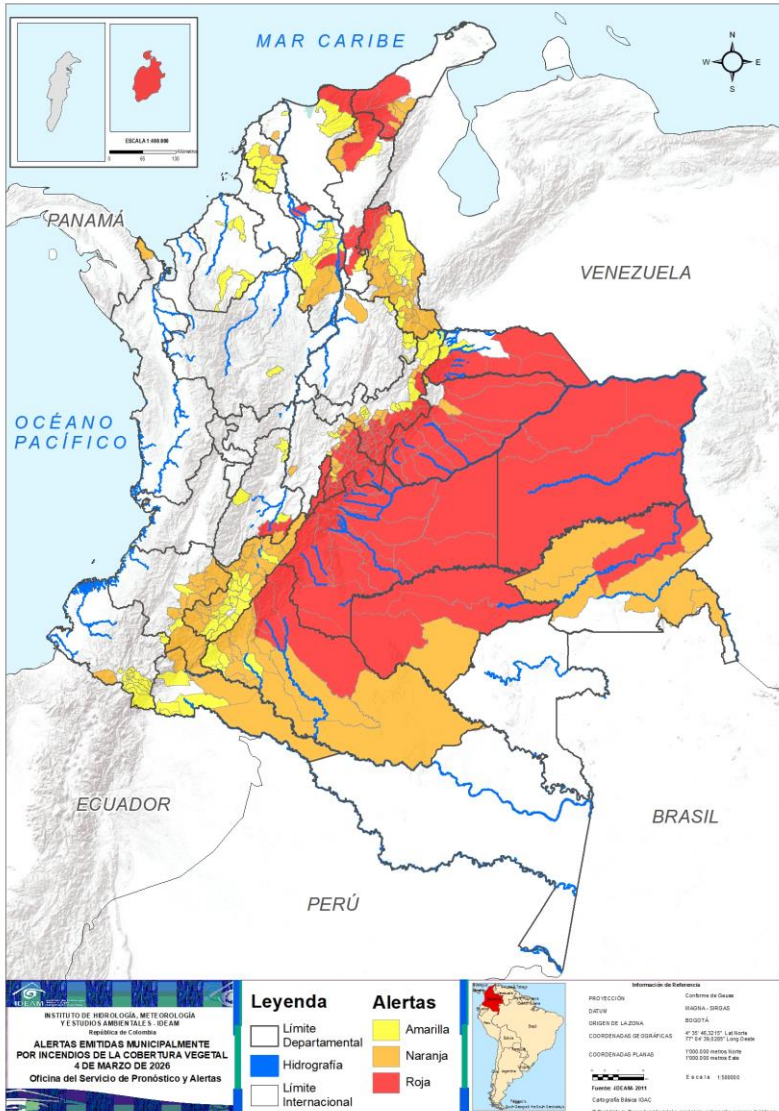 MAR CARIBE
N
W
E
S
ESCALA 1:400.000
PANAMÁ
VENEZUELA
OCÉANO
PACÍFICO
ECUADOR
BRASIL
PERÚ
IDEAM
INSTITUTO DE HIDROLOGÍA, METEOROLOGÍA
Y ESTUDIOS AMBIENTALES - IDEAM
República de Colombia
ALERTAS EMITIDAS MUNICIPALMENTE
POR INCENDIOS DE LA COBERTURA VEGETAL
4 DE MARZO DE 2026
Oficina del Servicio de Pronóstico y Alertas
Leyenda
Límite
Departamental
Hidrografía
Límite
Internacional
Alertas
Amarilla
Naranja
Roja
Información de Referencia
PROYECCIÓN
Conforme de Gauss
DATUM
MAGNA - SIRGAS
ORIGEN DE LA ZONA
BOGOTÁ
COORDENADAS GEOGRÁFICAS
COORDENADAS PLANAS
1'000.000 metros Norte
1'000.000 metros Este
Fuente: IDEAM-2011
Cartografía Básica IGAC